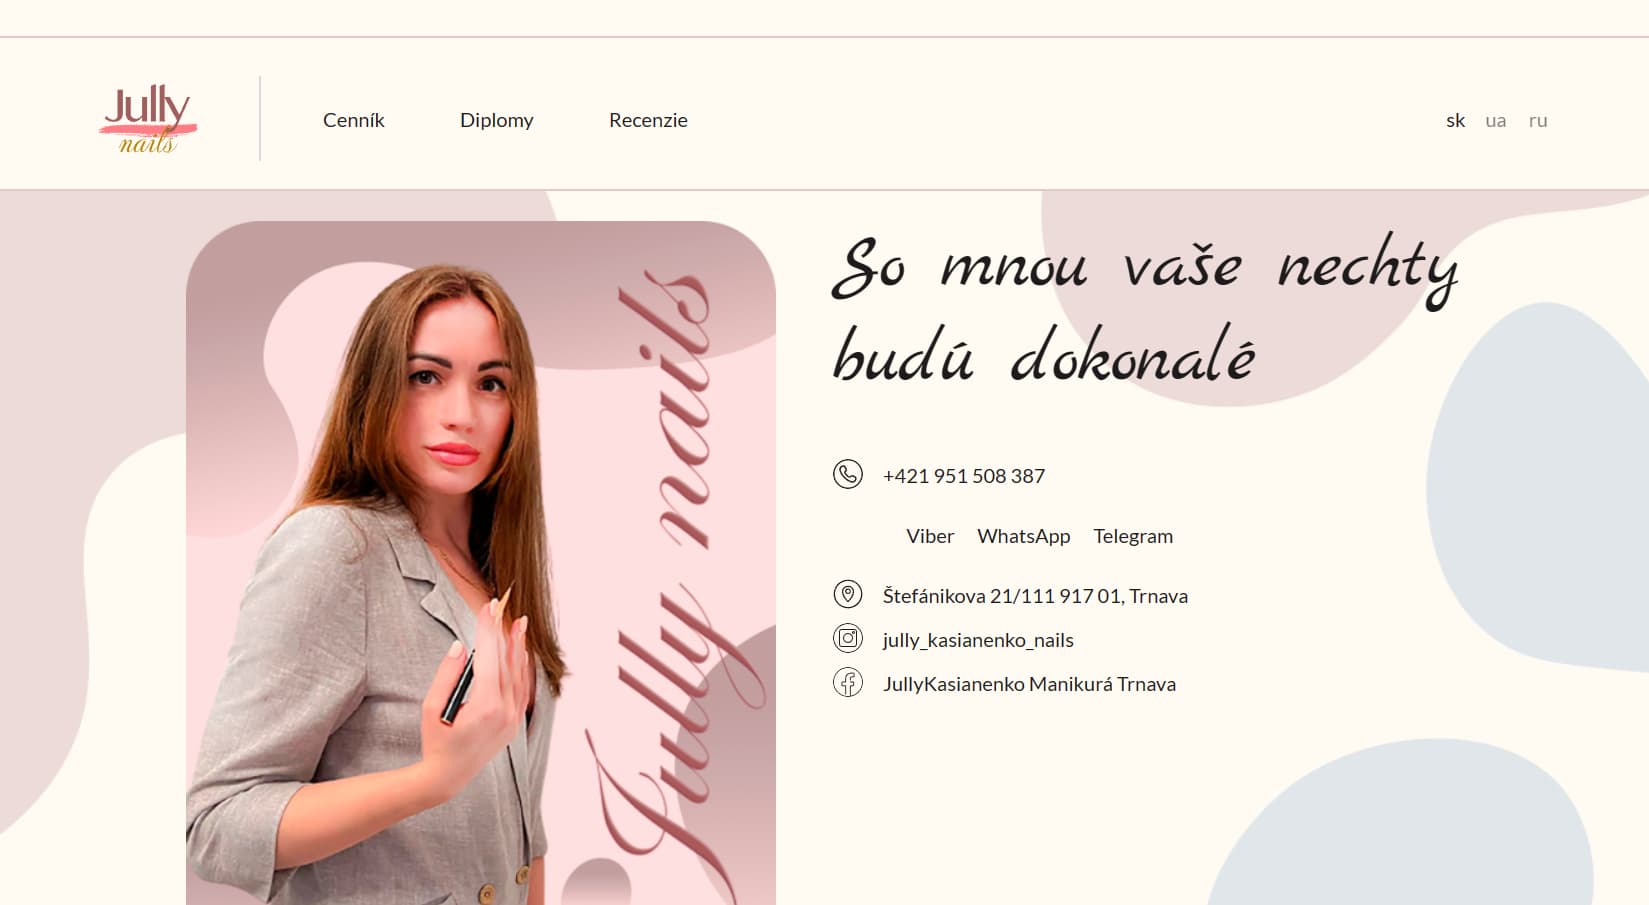 Jully
nails
Cenník
Diplomy
Recenzie
sk ua ru
Jully nails
So mnou vaše nechty
budú dokonalé
+421 951 508 387
Viber WhatsApp Telegram
Štefánikova 21/111 917 01, Trnava
jully_kasianenko_nails
JullyKasianenko Manikurá Trnava